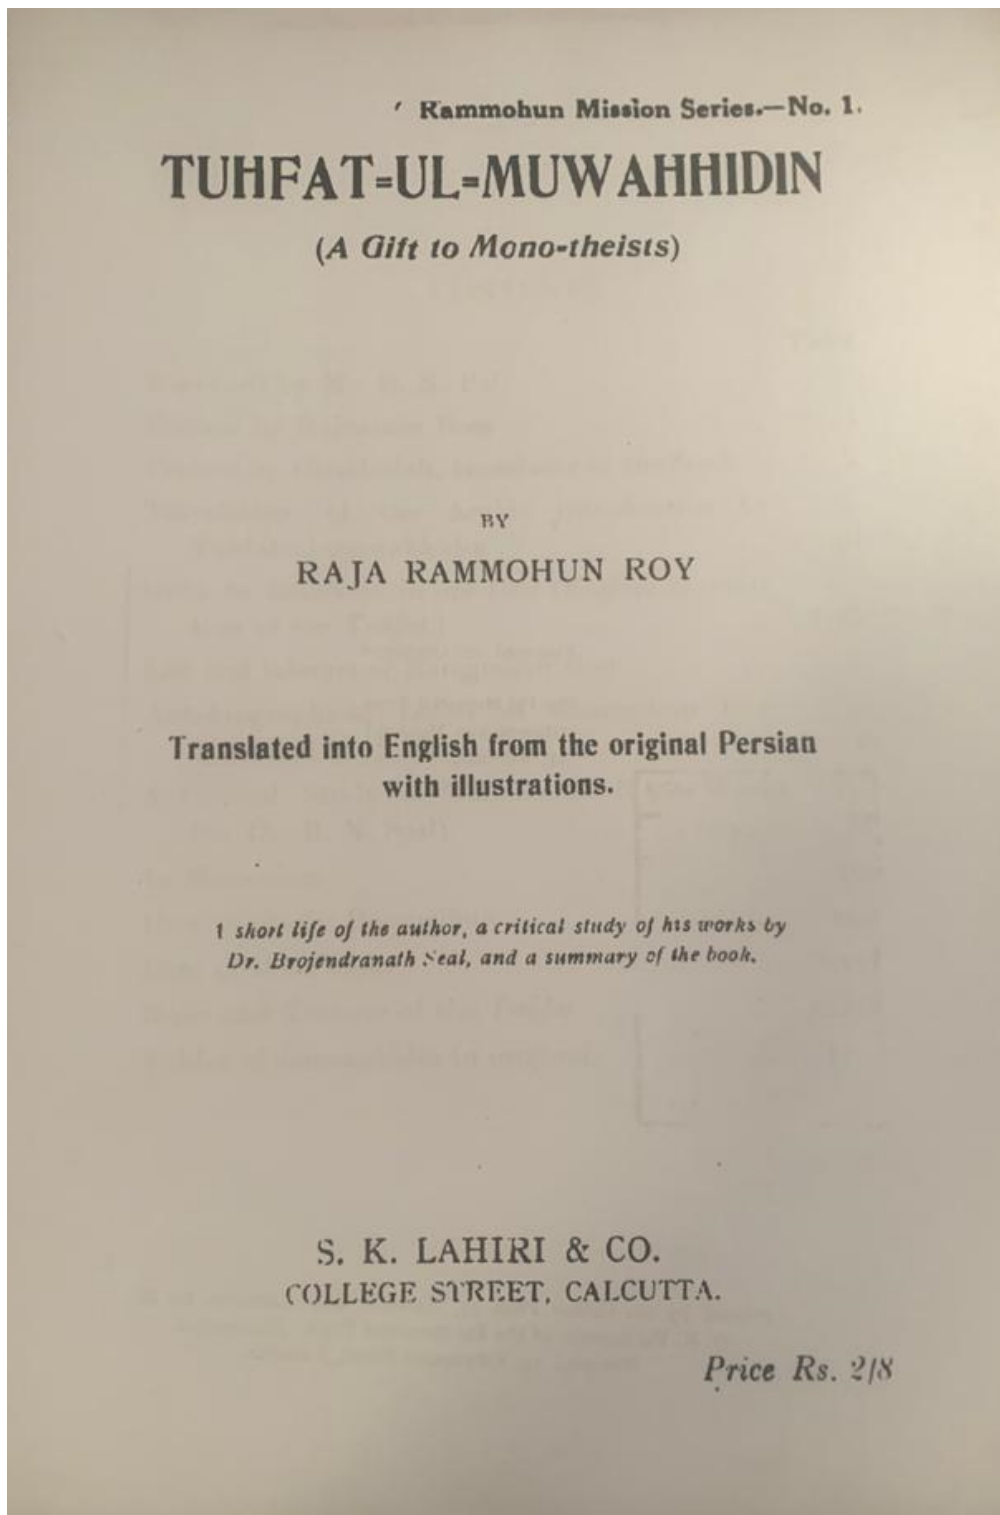 Rammohun Mission Series.—No. 1.
TUHFAT=UL=MUWAHHIDIN
(A Gift to Mono-theists)
BY
RAJA RAMMOHUN ROY
Translated into English from the original Persian
with illustrations.
1 short life of the author, a critical study of his works by
Dr. Brojendranath Seal, and a summary of the book.
S. K. LAHIRI & CO.
COLLEGE STREET, CALCUTTA.
Price Rs. 2/8